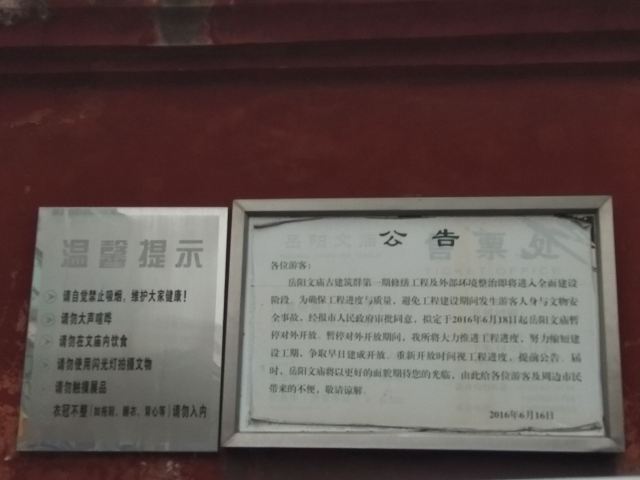 温馨提示
请自觉禁止吸烟，维护大家健康！
请勿大声喧哗
请勿在文庙内饮食
请勿使用闪光灯拍摄文物
请勿触摸展品
衣冠不整（如拖鞋、睡衣、背心等）请勿入内
岳阳文庙 售票处
TICKET OFFICE
公告
各位游客：
岳阳文庙古建筑群第一期修缮工程及外部环境整治即将进入全面建设
阶段。为确保工程进度与质量，避免工程建设期间发生游客人身与文物安
全事故，经报市人民政府审批同意，拟定于2016年6月18日起岳阳文庙暂
停对外开放。暂停对外开放期间，我所将大力推进工程进度，努力缩短建
设工期，争取早日建成开放。重新开放时间视工程进度，提前公告。届
时，岳阳文庙将以更好的面貌期待您的光临，由此给各位游客及周边市民
带来的不便，敬请谅解。
2016年6月16日